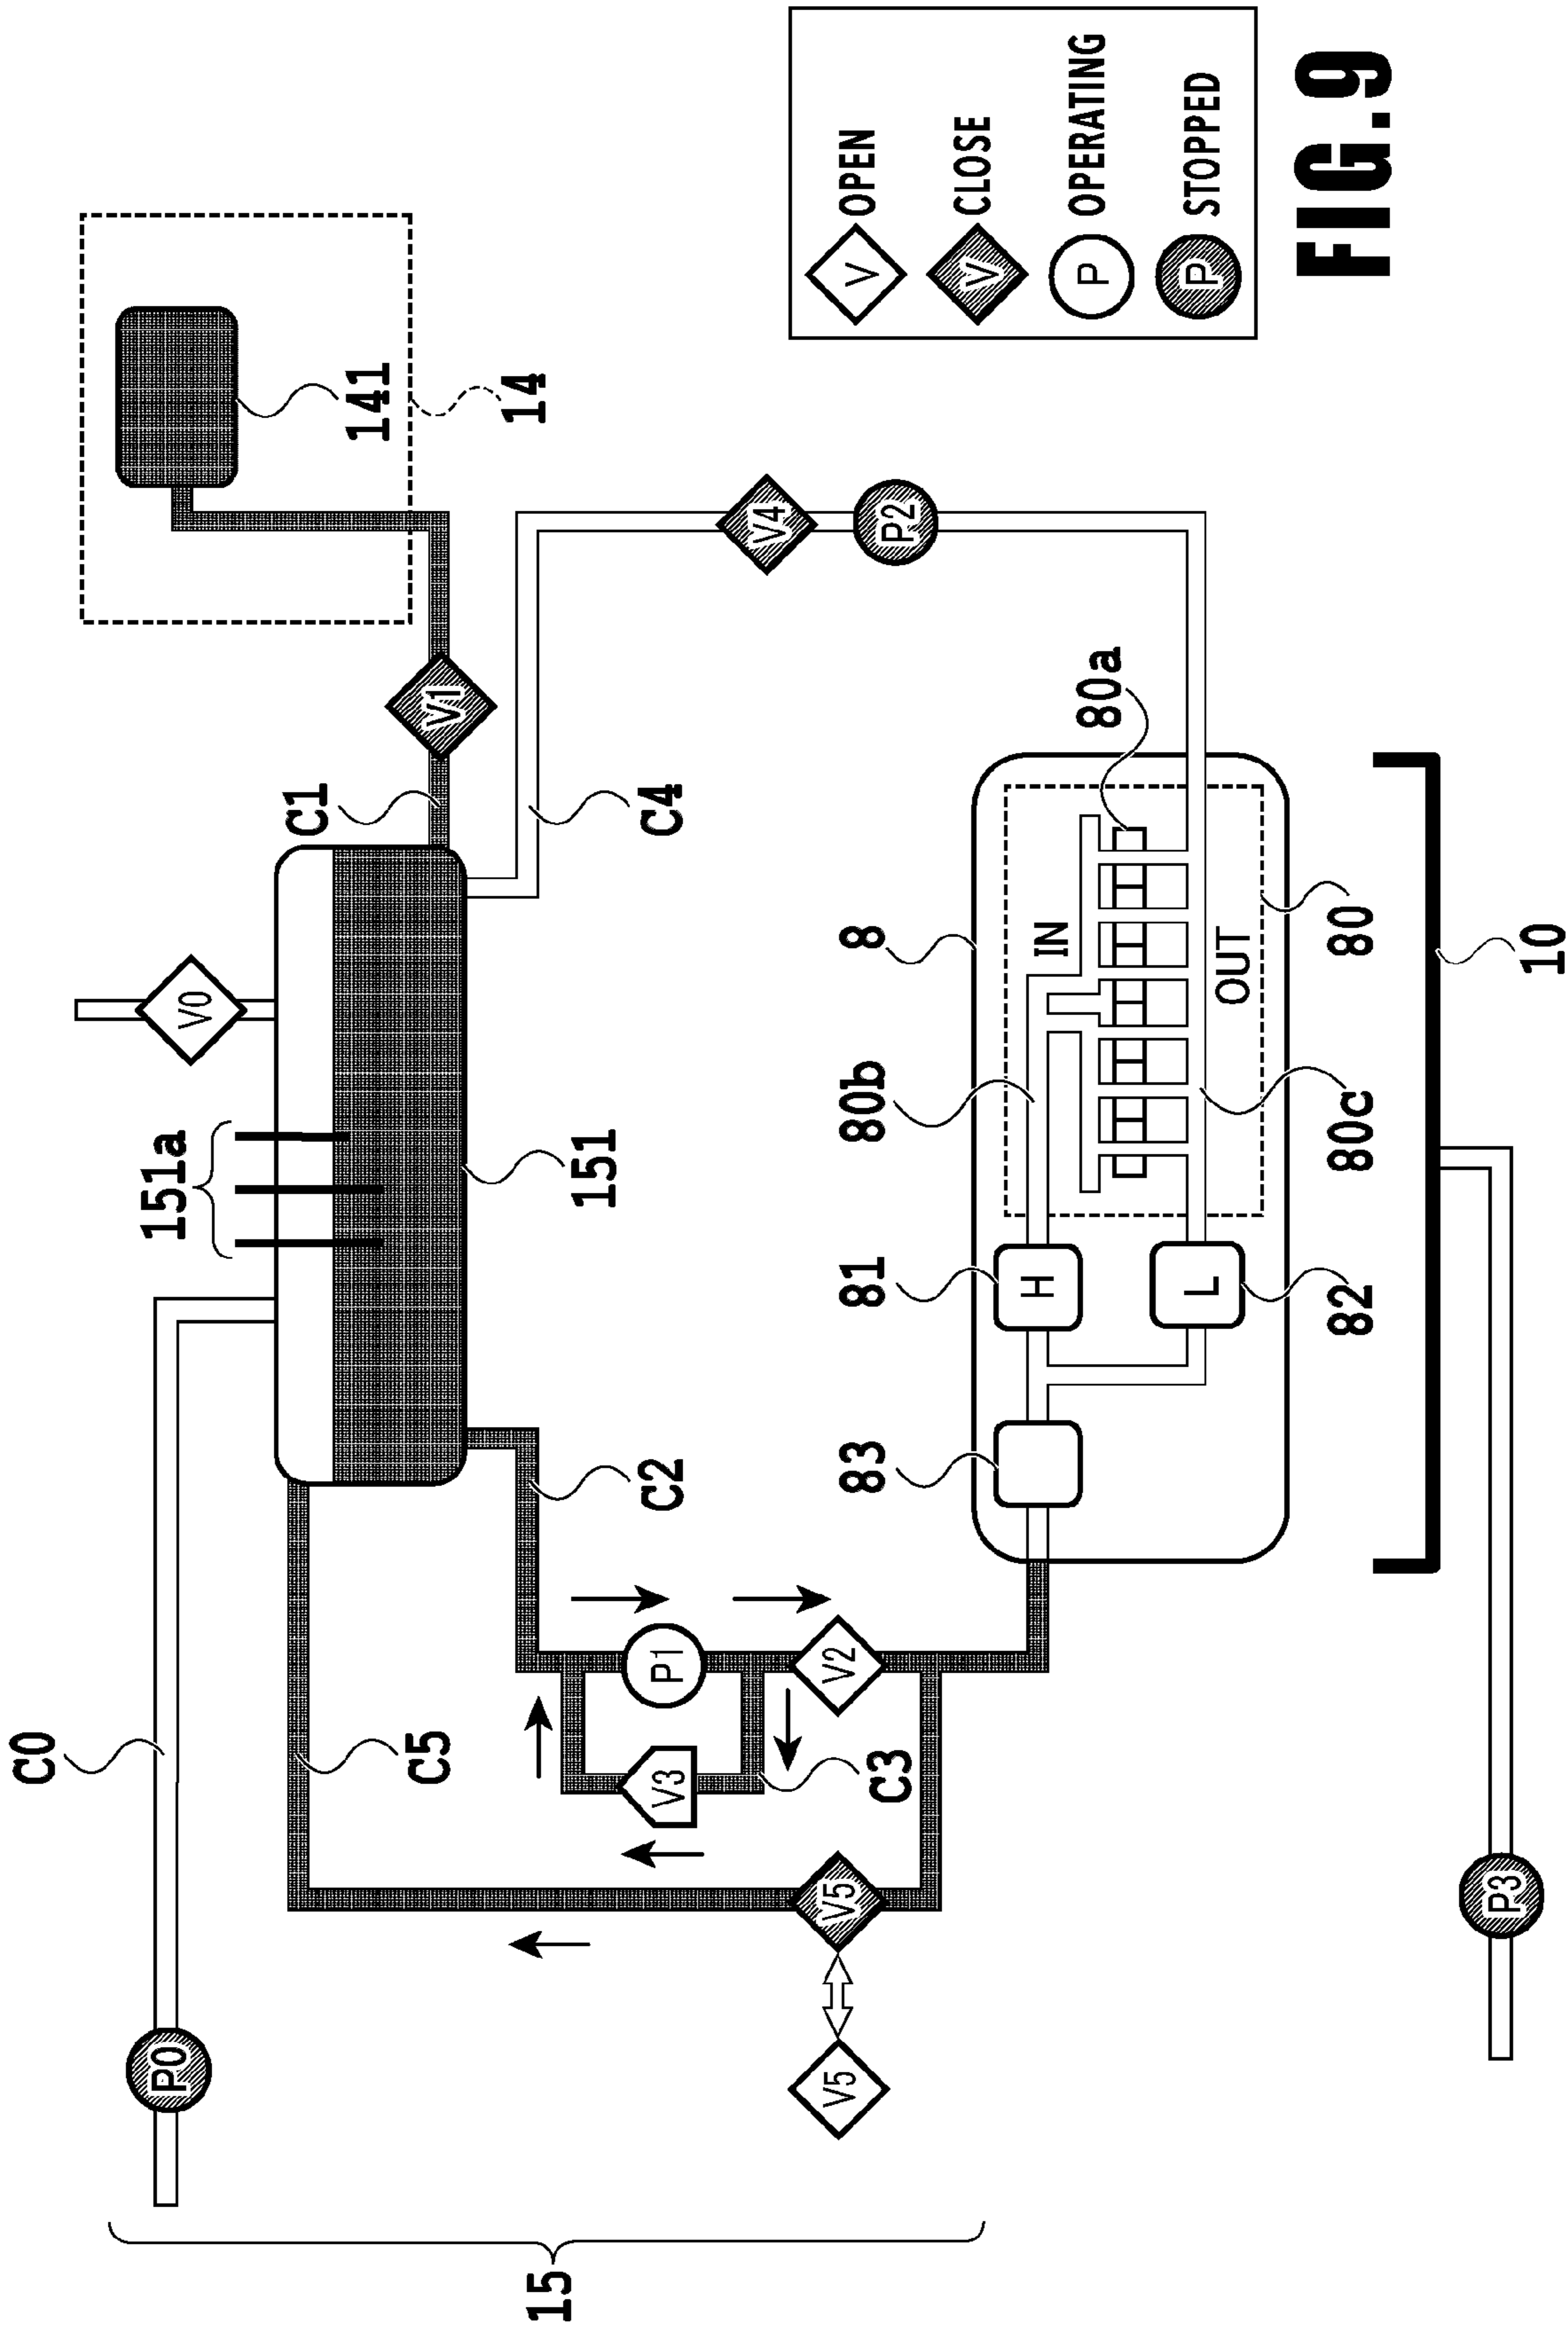 C0
P0
151a
V0
C1
141
C5
V1
14
15
151
C2
C4
V3
P1
V4
V5
V5
V2
83
81
80b
8
V OPEN
C3
P2
V CLOSE
H
IN
80a
P OPERATING
L
OUT
P STOPPED
82
80c
80
FIG.9
P3
10